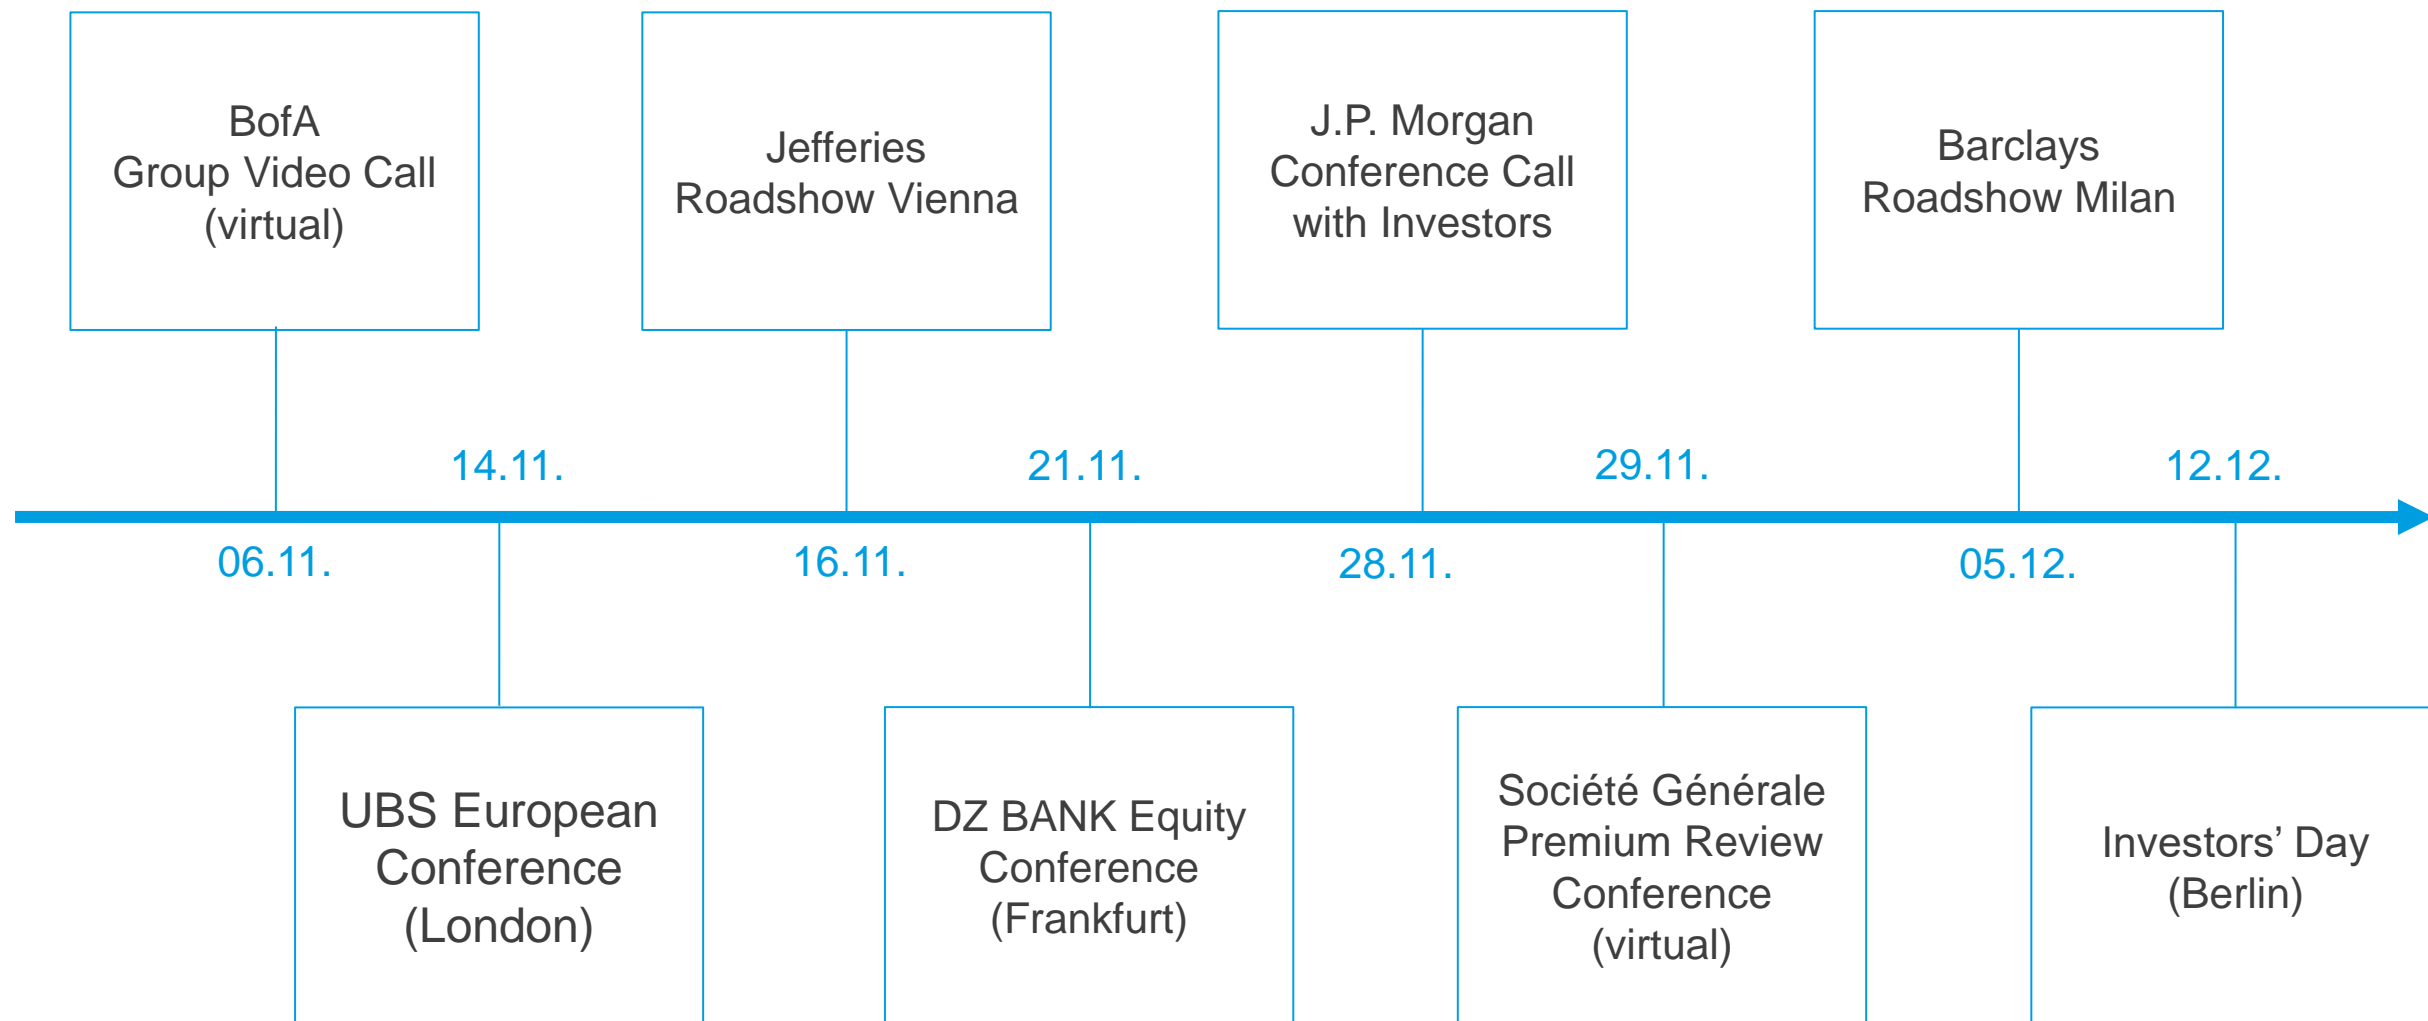 BofA
Group Video Call
(virtual)
Jefferies
Roadshow Vienna
J.P. Morgan
Conference Call
with Investors
Barclays
Roadshow Milan
14.11.
21.11.
29.11.
12.12.
06.11.
16.11.
28.11.
05.12.
UBS European
Conference
(London)
DZ BANK Equity
Conference
(Frankfurt)
Société Générale
Premium Review
Conference
(virtual)
Investors’ Day
(Berlin)